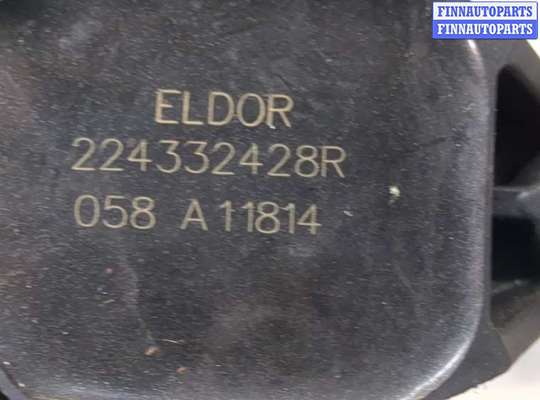 FINNAUTOPARTS
FINNAUTOPARTS
ELDOR
224332428R
058 A11814